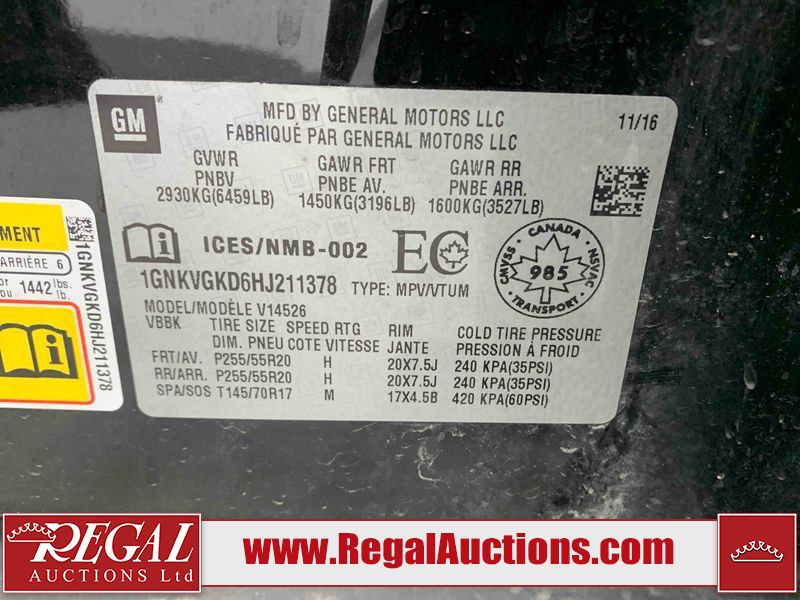 GM
MFD BY GENERAL MOTORS LLC
FABRIQUÉ PAR GENERAL MOTORS LLC
11/16
GVWR GAWR FRT GAWR RR
PNBV PNBE AV. PNBE ARR.
2930KG(6459LB) 1450KG(3196LB) 1600KG(3527LB)
ICES/NMB-002 EC
CANADA
CMVSS 985 NSVAC
TRANSPORT
1GNKVGKD6HJ211378 TYPE: MPV/VTUM
MODEL/MODÈLE V14526
VBBK TIRE SIZE SPEED RTG RIM COLD TIRE PRESSURE
DIM. PNEU COTE VITESSE JANTE PRESSION À FROID
FRT/AV. P255/55R20 H 20X7.5J 240 KPA(35PSI)
RR/ARR. P255/55R20 H 20X7.5J 240 KPA(35PSI)
SPA/SOS T145/70R17 M 17X4.5B 420 KPA(60PSI)
MENT
ARRIÈRE 6
or 1442 lbs.
ou lb.
1GNKVGKD6HJ211378
REGAL
AUCTIONS Ltd
www.RegalAuctions.com